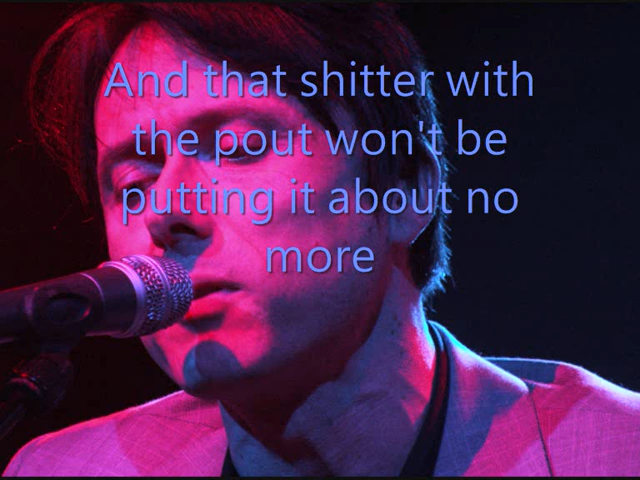 And that shitter with
the pout won't be
putting it about no
more